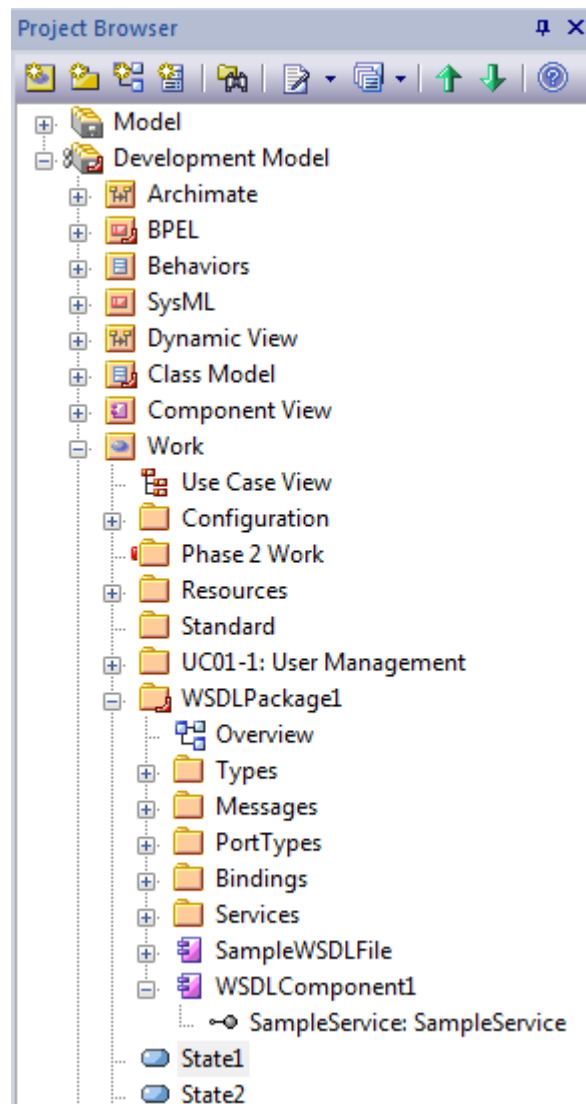 Project Browser
Model
Development Model
Archimate
BPEL
Behaviors
SysML
Dynamic View
Class Model
Component View
Work
Use Case View
Configuration
Phase 2 Work
Resources
Standard
UC01-1: User Management
WSDLPackage1
Overview
Types
Messages
PortTypes
Bindings
Services
SampleWSDLFile
WSDLComponent1
SampleService: SampleService
State1
State2